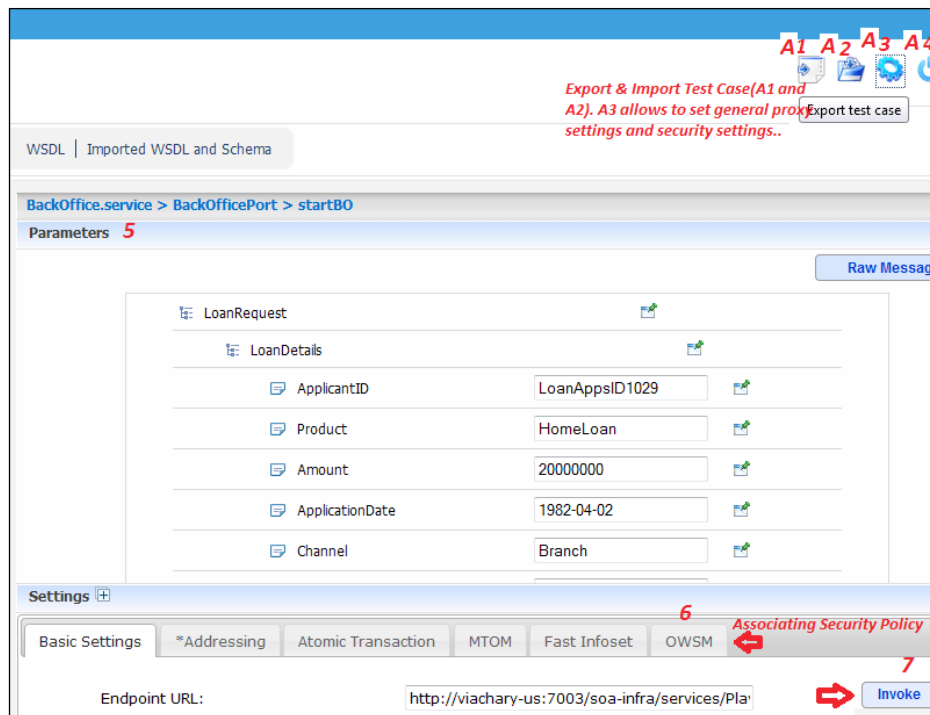 A1 A2 A3 A4
Export & Import Test Case(A1 and
A2). A3 allows to set general proxy
settings and security settings..
Export test case
WSDL | Imported WSDL and Schema
BackOffice.service > BackOfficePort > startBO
Parameters 5
Raw Messag
LoanRequest
LoanDetails
ApplicantID LoanAppsID1029
Product HomeLoan
Amount 20000000
ApplicationDate 1982-04-02
Channel Branch
Settings
6
Associating Security Policy
Basic Settings *Addressing Atomic Transaction MTOM Fast Infoset OWSM
7
Endpoint URL: http://viachary-us:7003/soa-infra/services/Pla
Invoke